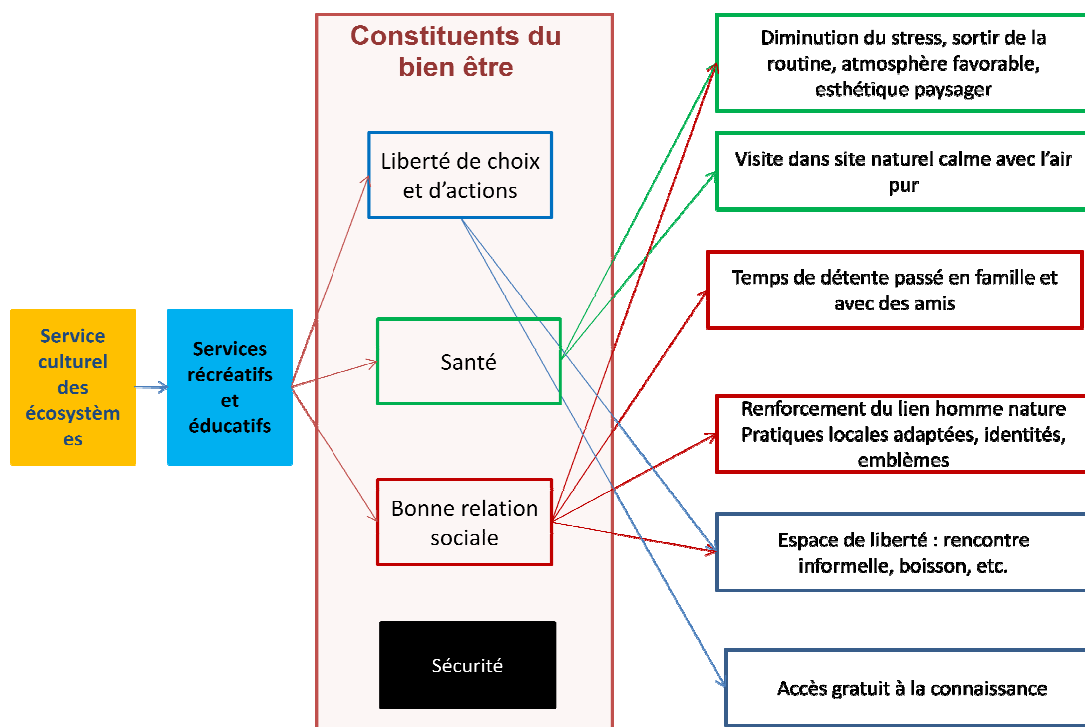 Service
culturel
des
écosystèm
es
Services
récréatifs
et
éducatifs
Constituents du
bien être
Liberté de choix
et d'actions
Santé
Bonne relation
sociale
Sécurité
Diminution du stress, sortir de la
routine, atmosphère favorable,
esthétique paysager
Visite dans site naturel calme avec l'air
pur
Temps de détente passé en famille et
avec des amis
Renforcement du lien homme nature
Pratiques locales adaptées, identités,
emblèmes
Espace de liberté : rencontre
informelle, boisson, etc.
Accès gratuit à la connaissance